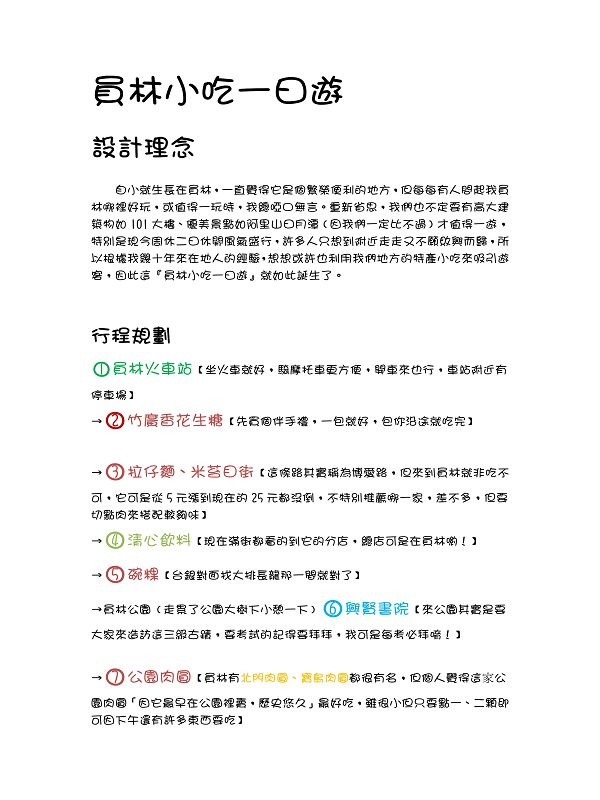 員林小吃一日遊
設計理念
自小就生長在員林，一直覺得它是個繁榮便利的地方，但每每有人問起我員
林哪裡好玩，或值得一玩時，我總啞口無言。重新省思，我們也不定要有高大建
築物如 101 大樓、優美景點如阿里山日月潭（因我們一定比不過）才值得一遊，
特別是現今周休二日休閒風氣盛行，許多人只想到附近走走又不願敗興而歸，所
以根據我幾十年來在地人的經驗，想想或許也利用我們地方的特產小吃來吸引遊
客，因此這『員林小吃一日遊』就如此誕生了。
行程規劃
①員林火車站【坐火車就好，騎摩托車更方便，開車來也行，車站附近有
停車場】
→②竹廣香花生糖【先買個伴手禮，一包就好，包你沿途就吃完】
→③拉仔麵、米苔目街【這條路其實稱為博愛路，但來到員林就非吃不
可，它可是從 5 元漲到現在的 25 元都沒倒，不特別推薦哪一家，差不多，但要
切點肉來搭配較夠味】
→④清心飲料【現在滿街都看的到它的分店，總店可是在員林喲！】
→⑤碗粿【台銀對面找大排長龍那一間就對了】
→員林公園（走累了公園大樹下小憩一下）⑥興賢書院【來公園其實是要
大家來造訪這三級古蹟，要考試的記得要拜拜，我可是每考必拜唷！】
→⑦公園肉圓【員林有北門肉圓、寶島肉圓都很有名，但個人覺得這家公
園肉圓「因它最早在公園裡賣，歷史悠久」最好吃，雖很小但只要點一、二顆即
可因下午還有許多東西要吃】